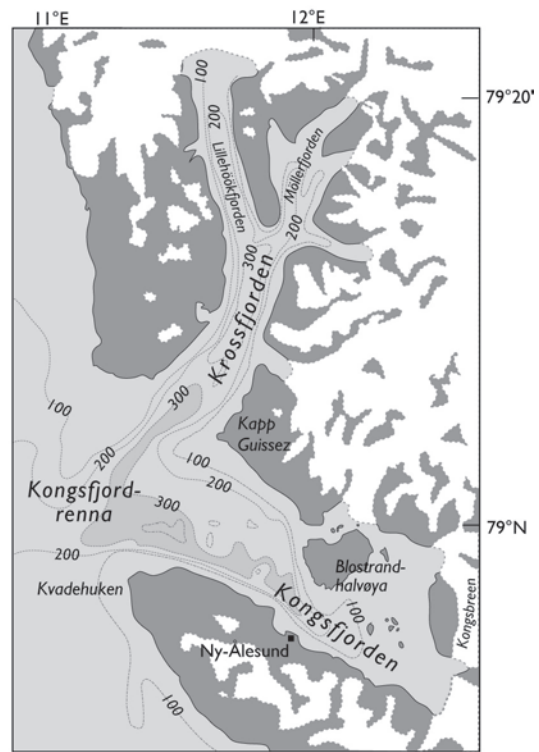 11°E
12°E
100
200
Lillehöökfjorden
Möllerfjorden
79°20'
200
300
Krossfjorden
300
100
200
Kapp
Guissez
100
200
Kongsfjord-
renna
300
79°N
200
Kvadehuken
Blostrand-
halvøya
Kongsbreen
Kongsfjorden
100
Ny-Ålesund
100